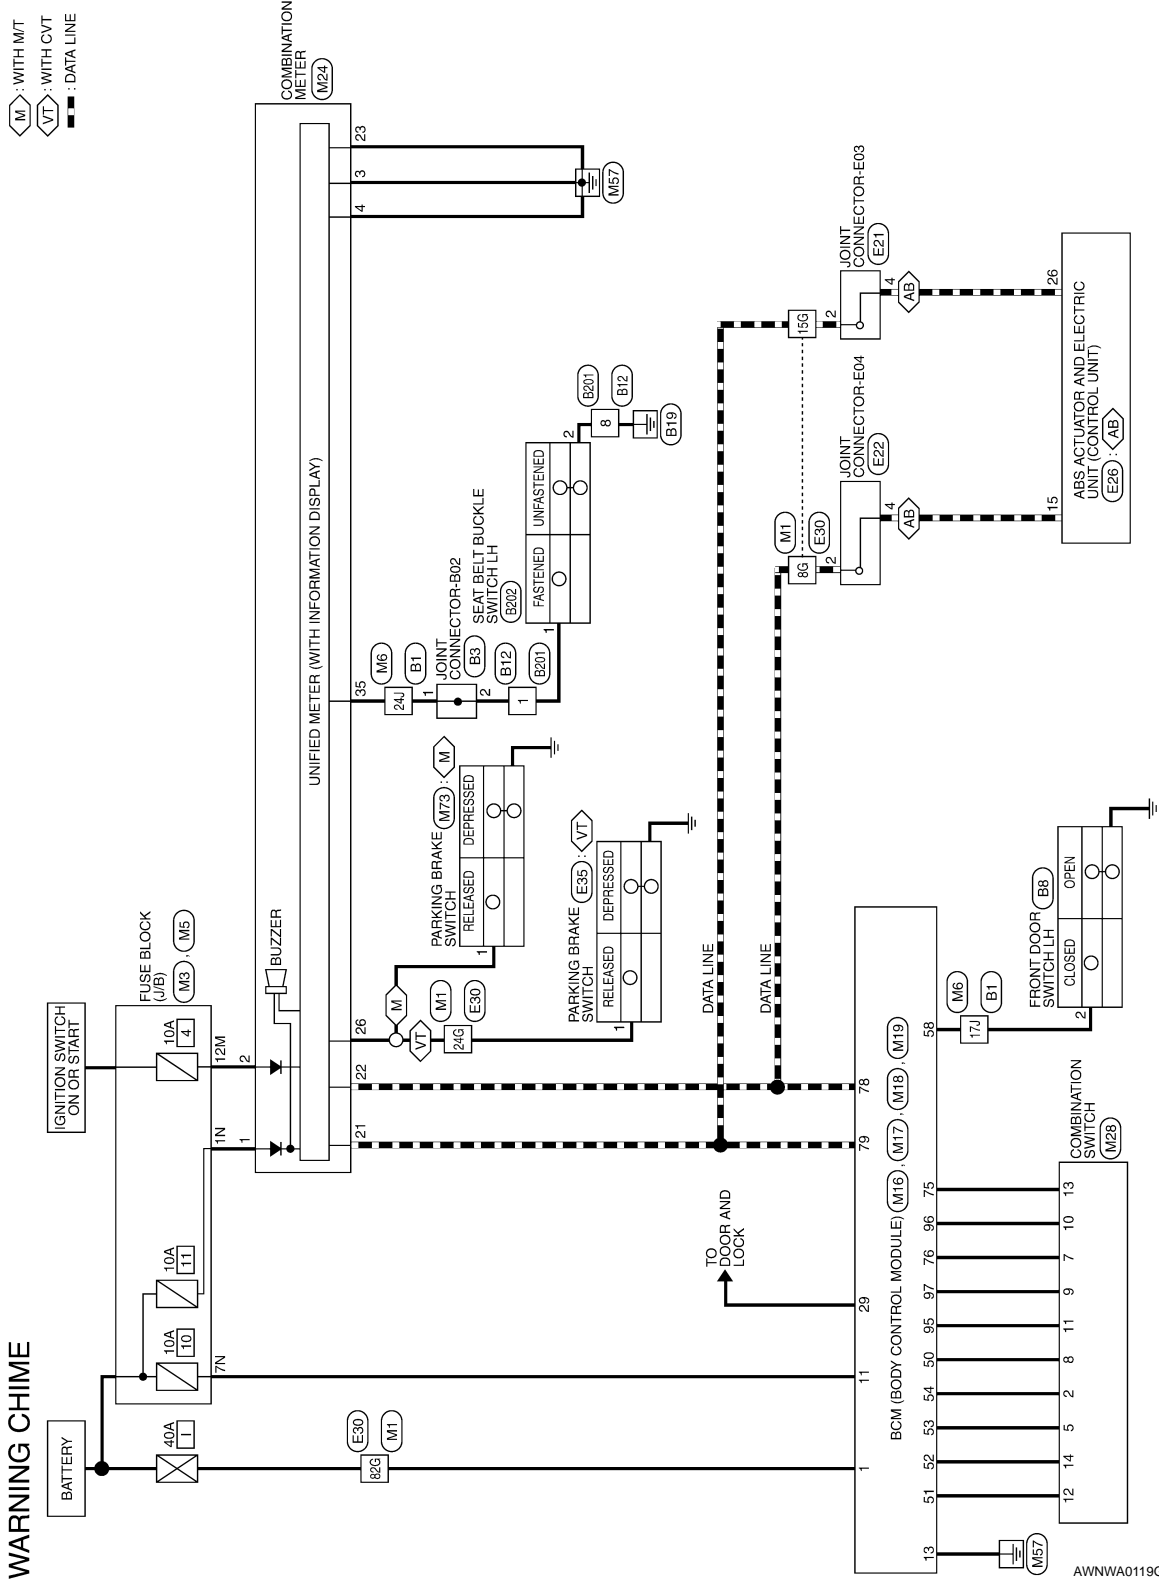 WARNING CHIME
M : WITH M/T
VT : WITH CVT
: DATA LINE
BATTERY
IGNITION SWITCH
ON OR START
40A
I
10A
10
10A
11
10A
4
FUSE BLOCK
(J/B)
M3 , M5
7N
1N
12M
E30
M1
82G
1
2
BUZZER
COMBINATION
METER
M24
UNIFIED METER (WITH INFORMATION DISPLAY)
21
22
26
35
4
3
23
M57
M
VT
M1
E30
24G
PARKING BRAKE
SWITCH
M73 : M
RELEASED
DEPRESSED
1
PARKING BRAKE
SWITCH
E35 : VT
RELEASED
DEPRESSED
1
M6
B1
24J
1
JOINT
CONNECTOR-B02
B3
2
B12
B201
1
SEAT BELT BUCKLE
SWITCH LH
B202
FASTENED
UNFASTENED
1
2
B201
B12
8
B19
DATA LINE
DATA LINE
M1
E30
8G
15G
2
2
JOINT
CONNECTOR-E04
E22
JOINT
CONNECTOR-E03
E21
4
4
AB
AB
15
26
ABS ACTUATOR AND ELECTRIC
UNIT (CONTROL UNIT)
E26 : AB
TO
DOOR AND
LOCK
1
11
29
79
78
BCM (BODY CONTROL MODULE) M16 , M17 , M18 , M19
13
51
52
53
54
50
95
97
76
96
75
58
M57
12
14
5
2
8
11
9
7
10
13
COMBINATION
SWITCH
M28
M6
B1
17J
FRONT DOOR
SWITCH LH
B8
CLOSED
OPEN
2